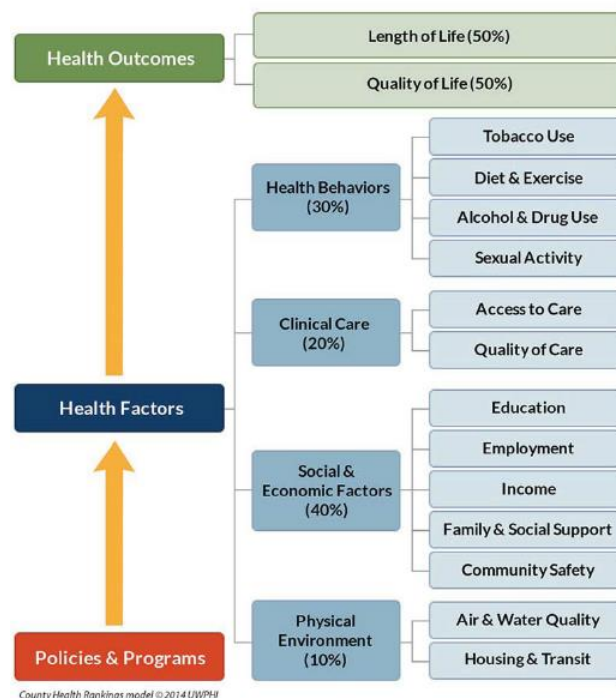 Health Outcomes
Length of Life (50%)
Quality of Life (50%)
Health Factors
Health Behaviors
(30%)
Tobacco Use
Diet & Exercise
Alcohol & Drug Use
Sexual Activity
Clinical Care
(20%)
Access to Care
Quality of Care
Social &
Economic Factors
(40%)
Education
Employment
Income
Family & Social Support
Community Safety
Physical
Environment
(10%)
Air & Water Quality
Housing & Transit
Policies & Programs
County Health Rankings model © 2014 UWPHI